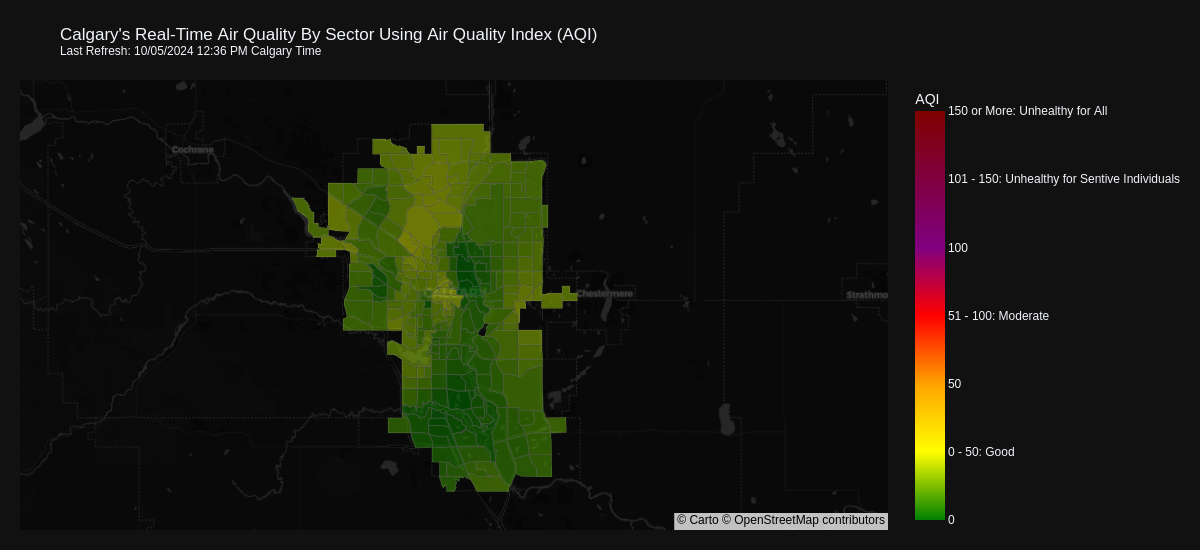 Calgary's Real-Time Air Quality By Sector Using Air Quality Index (AQI)
Last Refresh: 10/05/2024 12:36 PM Calgary Time
AQI
150 or More: Unhealthy for All
101 - 150: Unhealthy for Sentive Individuals
100
51 - 100: Moderate
50
0 - 50: Good
0
Cochrane
CALGARY
Chestermere
Strathmo
© Carto © OpenStreetMap contributors